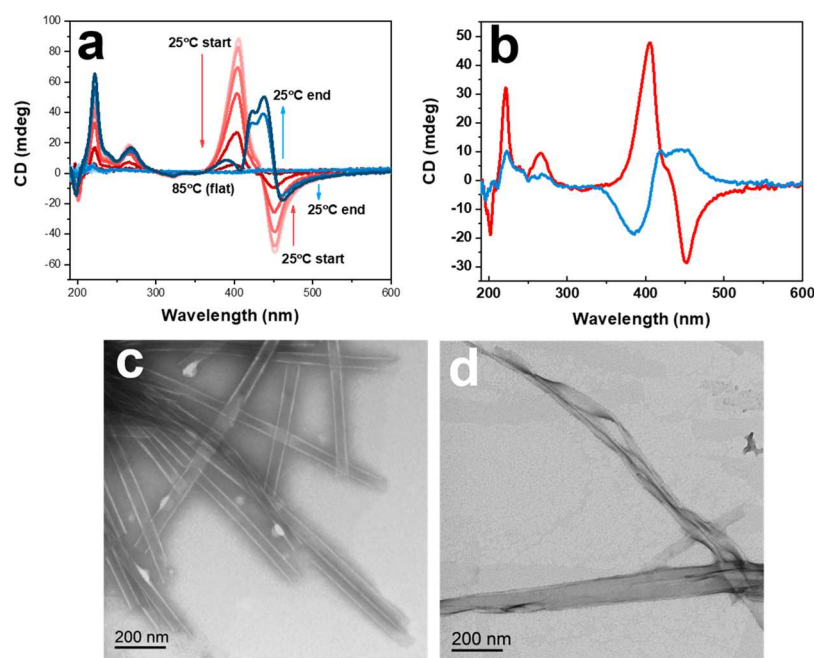 a
CD (mdeg)
100
80
60
40
20
0
-20
-40
-60
25°C start
25°C end
85°C (flat)
25°C end
25°C start
200 300 400 500 600
Wavelength (nm)
b
CD (mdeg)
50
40
30
20
10
0
-10
-20
-30
200 300 400 500 600
Wavelength (nm)
c
200 nm
d
200 nm